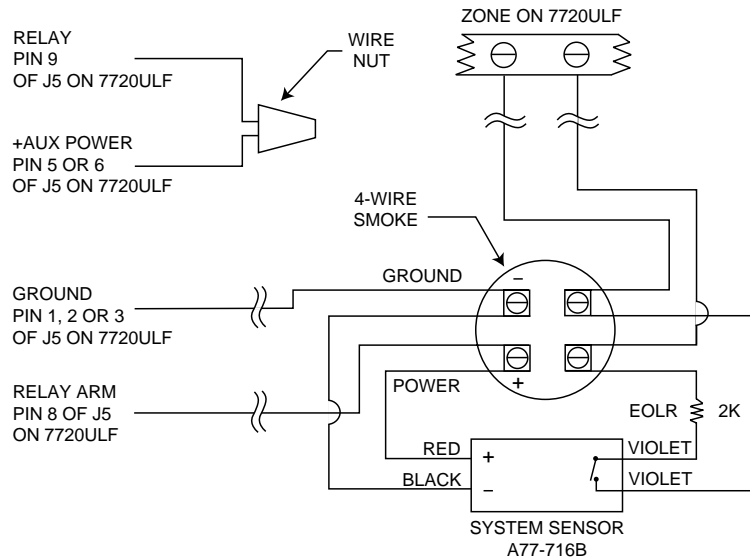 ZONE ON 7720ULF
RELAY
PIN 9
OF J5 ON 7720ULF
WIRE
NUT
+AUX POWER
PIN 5 OR 6
OF J5 ON 7720ULF
4-WIRE
SMOKE
GROUND
–
GROUND
PIN 1, 2 OR 3
OF J5 ON 7720ULF
RELAY ARM
PIN 8 OF J5
ON 7720ULF
POWER
+
EOLR 2K
RED
+
VIOLET
BLACK
–
VIOLET
SYSTEM SENSOR
A77-716B